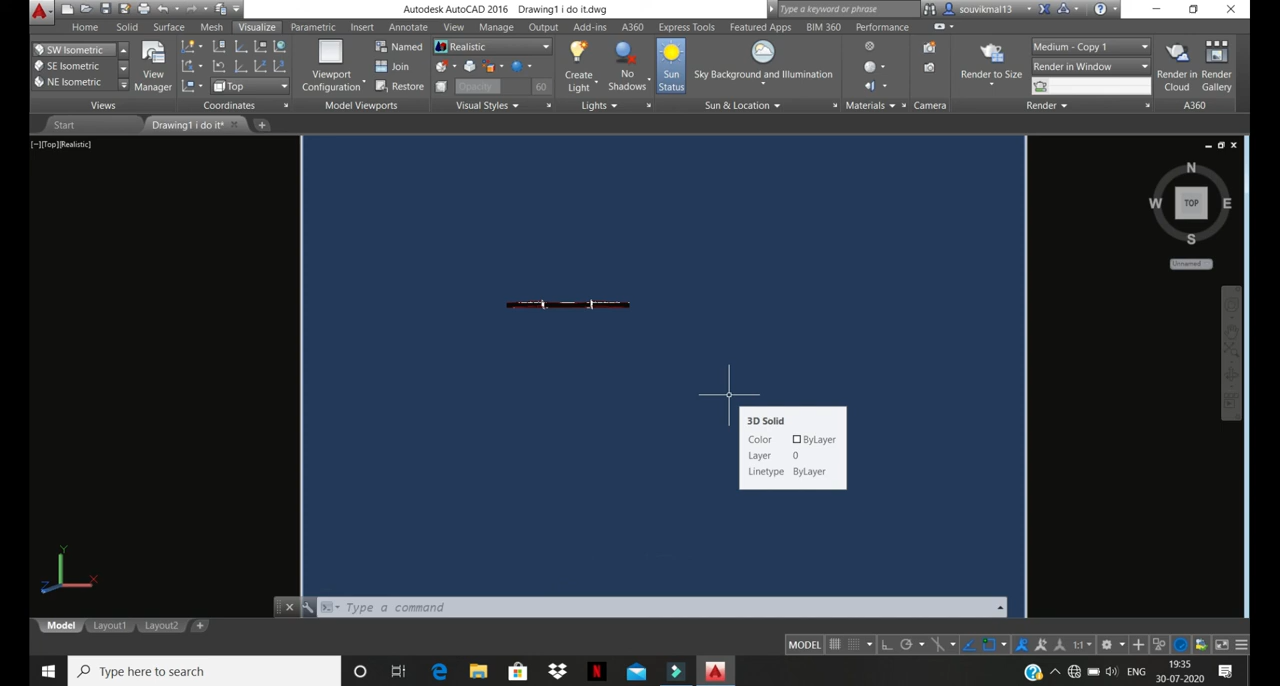 Autodesk AutoCAD 2016 Drawing1 i do it.dwg
Type a keyword or phrase
souvikmal13
Home Solid Surface Mesh Visualize Parametric Insert Annotate View Manage Output Add-ins A360 Express Tools Featured Apps BIM 360 Performance
SW Isometric
SE Isometric
NE Isometric
View
Manager
Top
Viewport
Configuration
Named
Join
Restore
Realistic
Opacity 60
Create
Light
No
Shadows
Sun
Status
Sky Background and Illumination
Render to Size
Medium - Copy 1
Render in Window
Render in
Cloud
Render
Gallery
Views Coordinates Model Viewports Visual Styles Lights Sun & Location Materials Camera Render A360
Start Drawing1 i do it*
[−][Top][Realistic]
N
W TOP E
S
Unnamed
3D Solid
Color ByLayer
Layer 0
Linetype ByLayer
Y
X
Z
Type a command
Model Layout1 Layout2
MODEL 1:1
Type here to search
N
ENG
19:35
30-07-2020